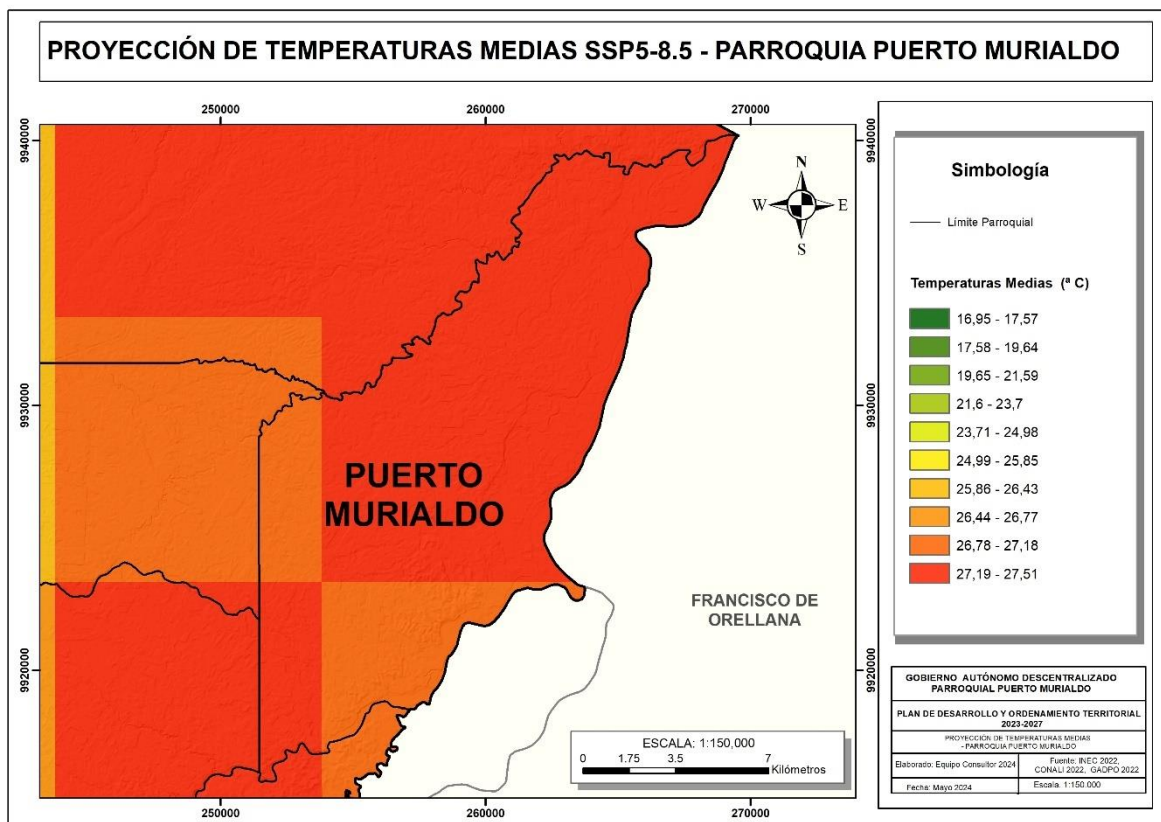 PROYECCIÓN DE TEMPERATURAS MEDIAS SSP5-8.5 - PARROQUIA PUERTO MURIALDO
250000
260000
270000
9940000
9940000
N
W
E
S
9930000
9930000
PUERTO
MURIALDO
FRANCISCO DE
ORELLANA
9920000
9920000
ESCALA: 1:150,000
0 1.75 3.5 7
Kilómetros
250000
260000
270000
Simbología
Límite Parroquial
Temperaturas Medias (ª C)
16,95 - 17,57
17,58 - 19,64
19,65 - 21,59
21,6 - 23,7
23,71 - 24,98
24,99 - 25,85
25,86 - 26,43
26,44 - 26,77
26,78 - 27,18
27,19 - 27,51
GOBIERNO AUTÓNOMO DESCENTRALIZADO
PARROQUIAL PUERTO MURIALDO
PLAN DE DESARROLLO Y ORDENAMIENTO TERRITORIAL
2023-2027
PROYECCIÓN DE TEMPERATURAS MEDIAS
- PARROQUIA PUERTO MURIALDO
Elaborado: Equipo Consultor 2024
Fuente: INEC 2022,
CONALI 2022, GADPO 2022
Fecha: Mayo 2024
Escala: 1:150.000